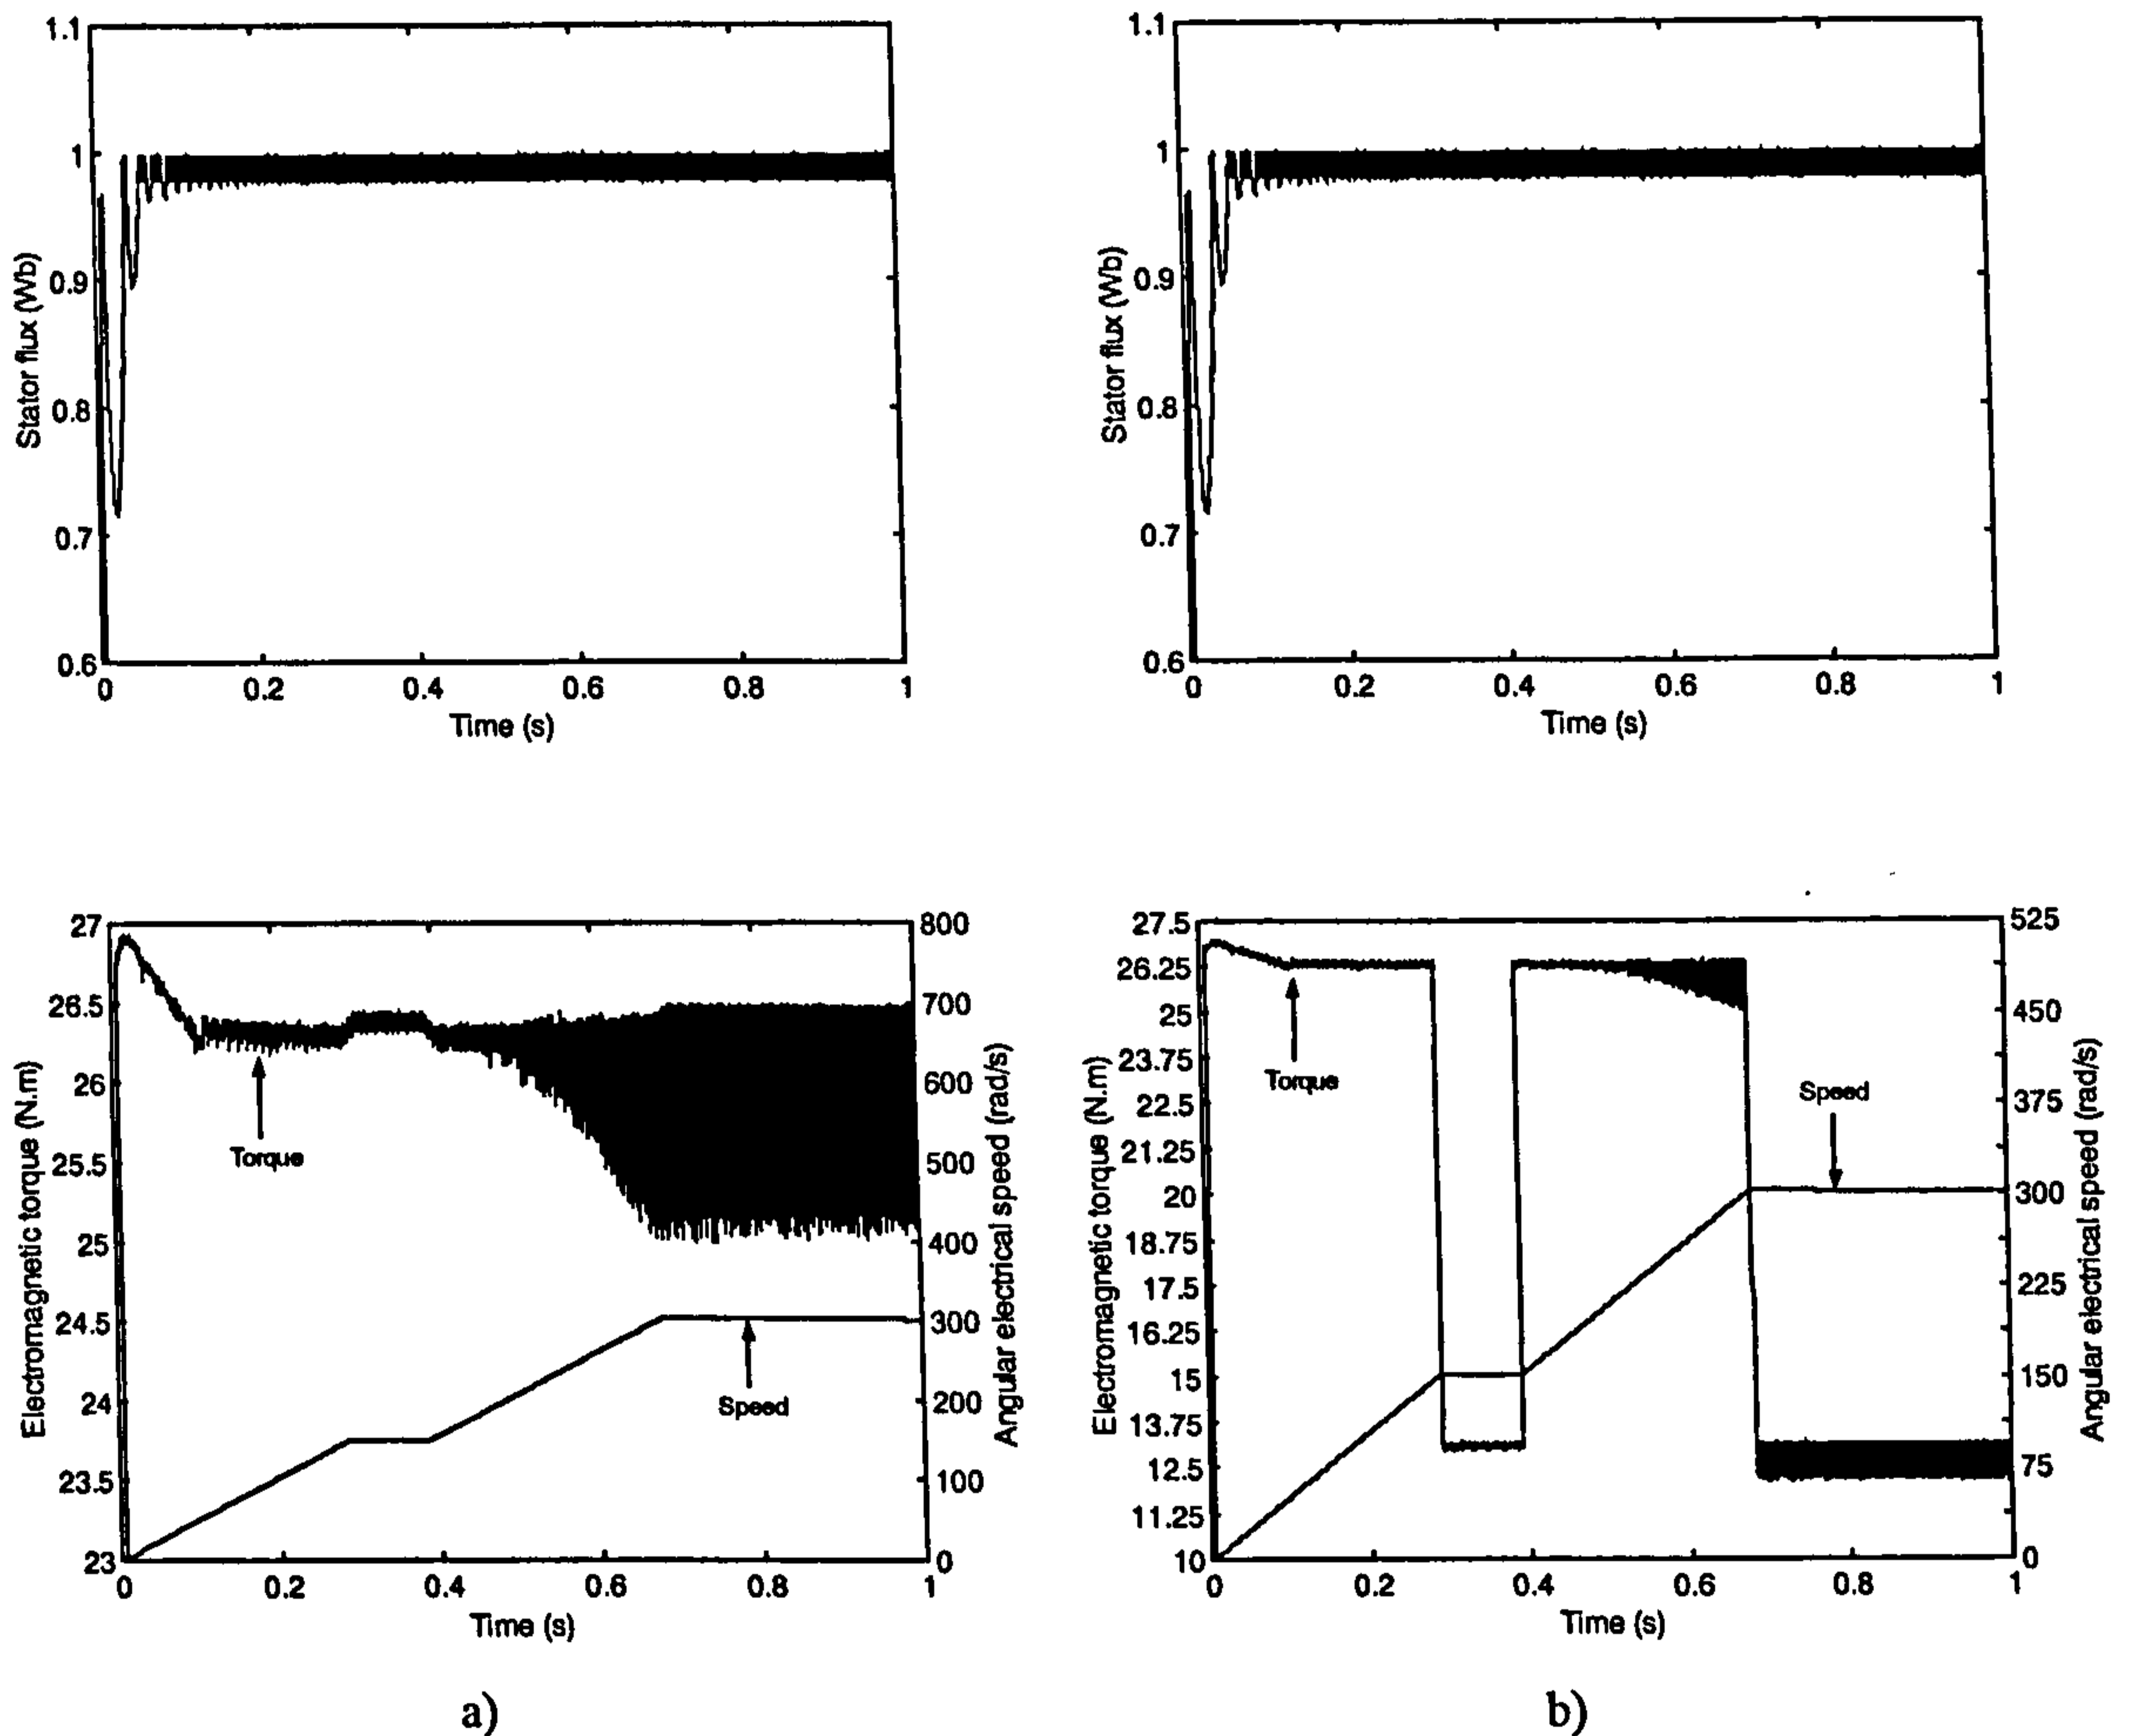 1.1
1
0.9
0.8
0.7
0.6
Stator flux (Wb)
0 0.2 0.4 0.6 0.8 1
Time (s)
1.1
1
0.9
0.8
0.7
0.6
Stator flux (Wb)
0 0.2 0.4 0.6 0.8 1
Time (s)
27
26.5
26
25.5
25
24.5
24
23.5
23
Electromagnetic torque (N.m)
Torque
Speed
800
700
600
500
400
300
200
100
0
Angular electrical speed (rad/s)
0 0.2 0.4 0.6 0.8 1
Time (s)
a)
27.5
26.25
25
23.75
22.5
21.25
20
18.75
17.5
16.25
15
13.75
12.5
11.25
10
Electromagnetic torque (N.m)
Torque
Speed
525
450
375
300
225
150
75
0
Angular electrical speed (rad/s)
0 0.2 0.4 0.6 0.8 1
Time (s)
b)